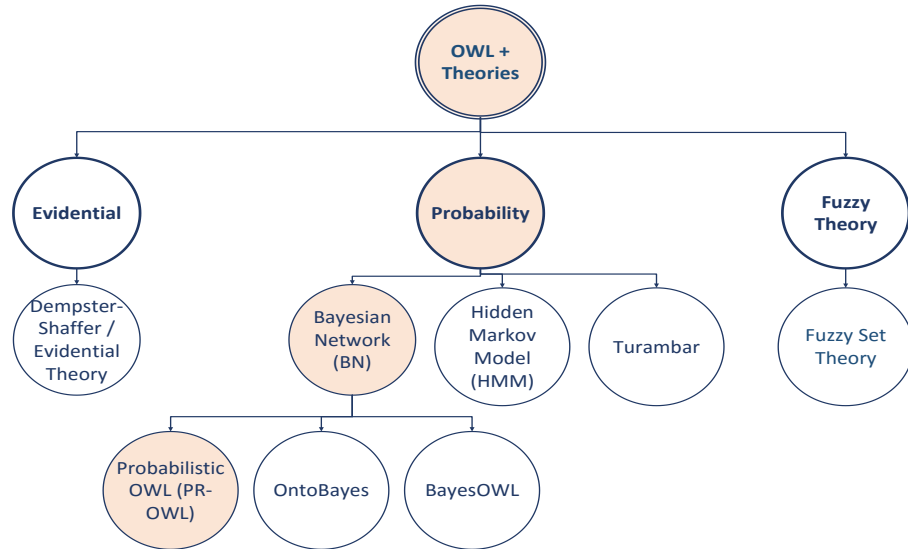 OWL +
Theories
Evidential
Probability
Fuzzy
Theory
Dempster-
Shaffer /
Evidential
Theory
Bayesian
Network
(BN)
Hidden
Markov
Model
(HMM)
Turambar
Fuzzy Set
Theory
Probabilistic
OWL (PR-
OWL)
OntoBayes
BayesOWL